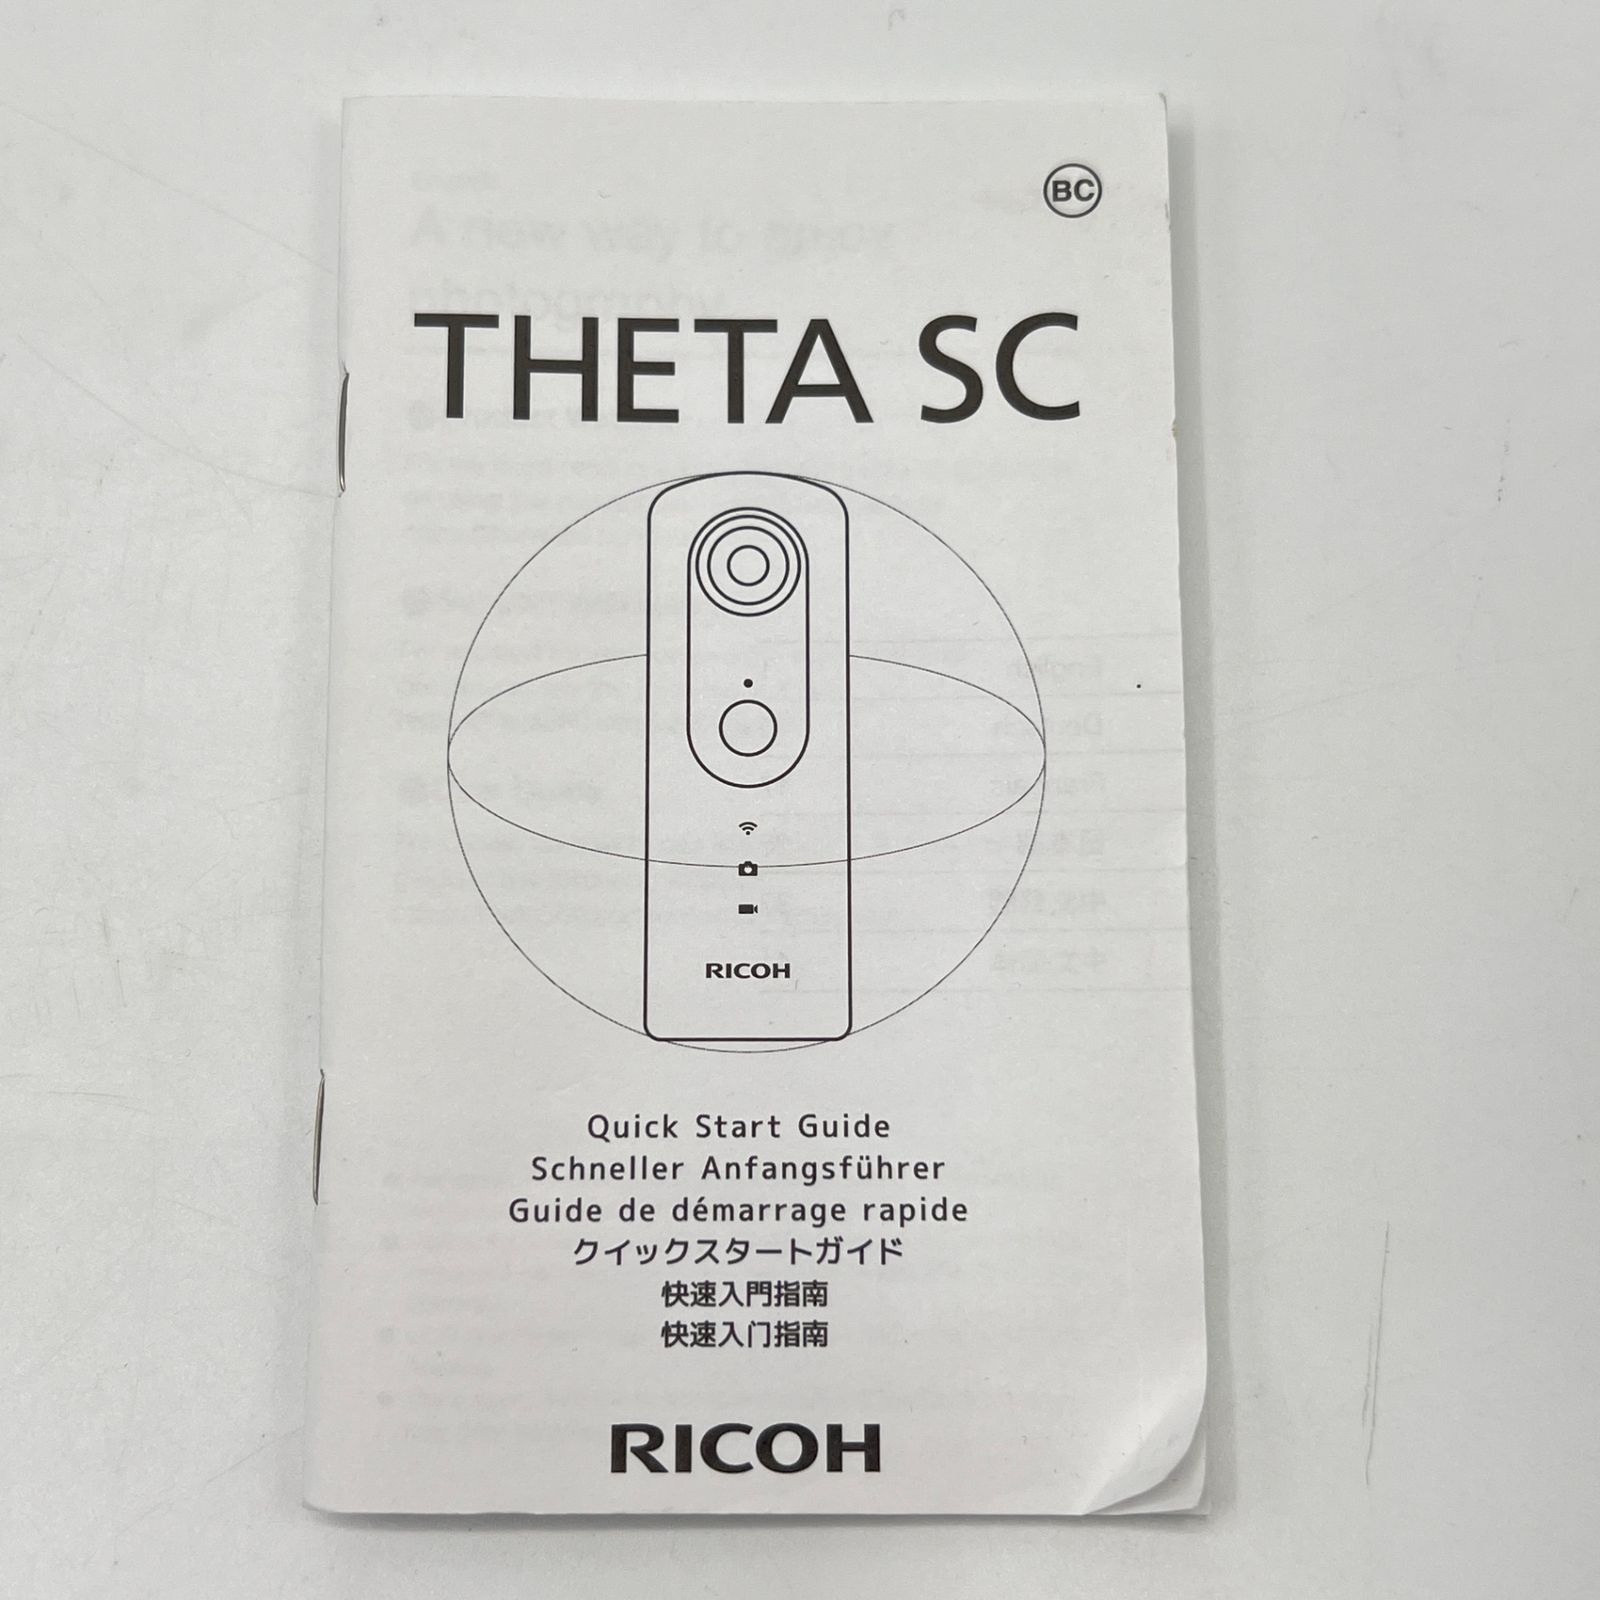 BC
THETA SC
RICOH
Quick Start Guide
Schneller Anfangsführer
Guide de démarrage rapide
クイックスタートガイド
快速入門指南
快速入门指南
RICOH